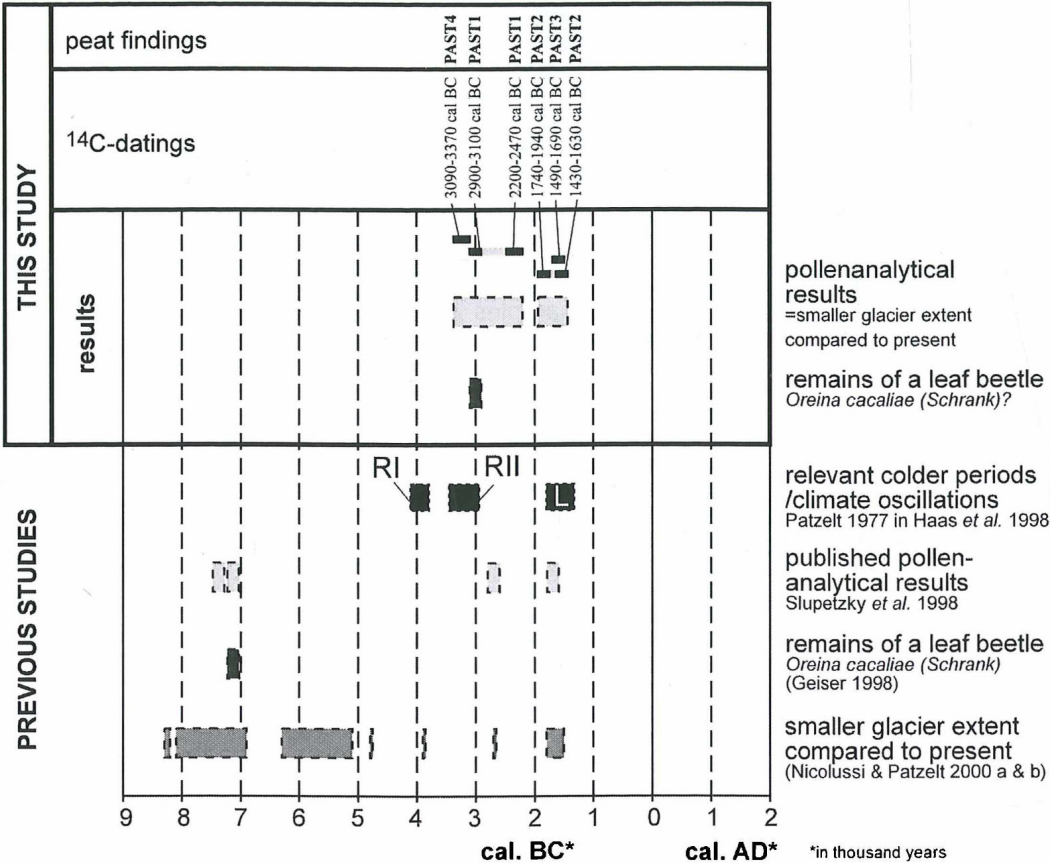 peat findings
PAST4
PAST1
PAST1
PAST2
PAST3
PAST2
14C-datings
3090-3370 cal BC
2900-3100 cal BC
2200-2470 cal BC
1740-1940 cal BC
1490-1690 cal BC
1430-1630 cal BC
THIS STUDY
results
pollenanalytical
results
=smaller glacier extent
compared to present
remains of a leaf beetle
Oreina cacaliae (Schrank)?
PREVIOUS STUDIES
RI
RII
L
relevant colder periods
/climate oscillations
Patzelt 1977 in Haas et al. 1998
published pollen-
analytical results
Slupetzky et al. 1998
remains of a leaf beetle
Oreina cacaliae (Schrank)
(Geiser 1998)
smaller glacier extent
compared to present
(Nicolussi & Patzelt 2000 a & b)
9 8 7 6 5 4 3 2 1 0 1 2
cal. BC* cal. AD* *in thousand years